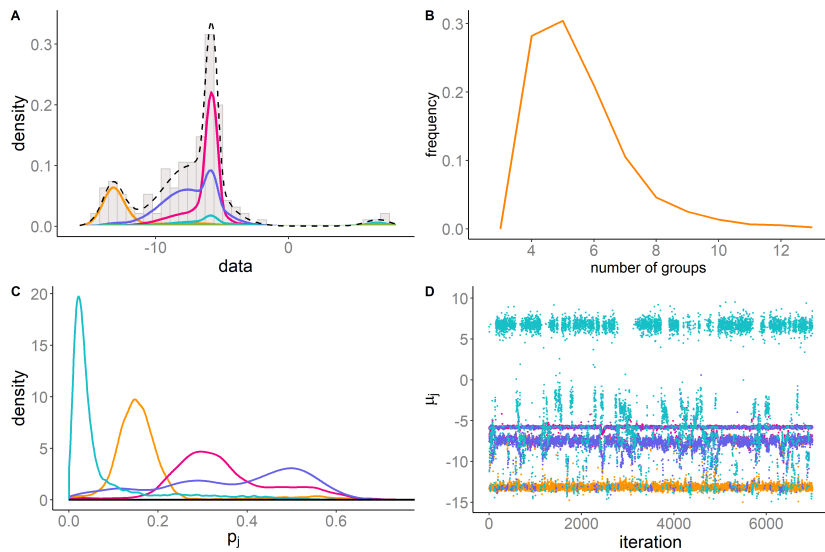 A
density
0.3
0.2
0.1
0.0
-10
0
data
B
frequency
0.3
0.2
0.1
0.0
4
6
8
10
12
number of groups
C
density
20
15
10
5
0
0.0
0.2
0.4
0.6
pj
D
μj
10
5
0
-5
-10
-15
0
2000
4000
6000
iteration